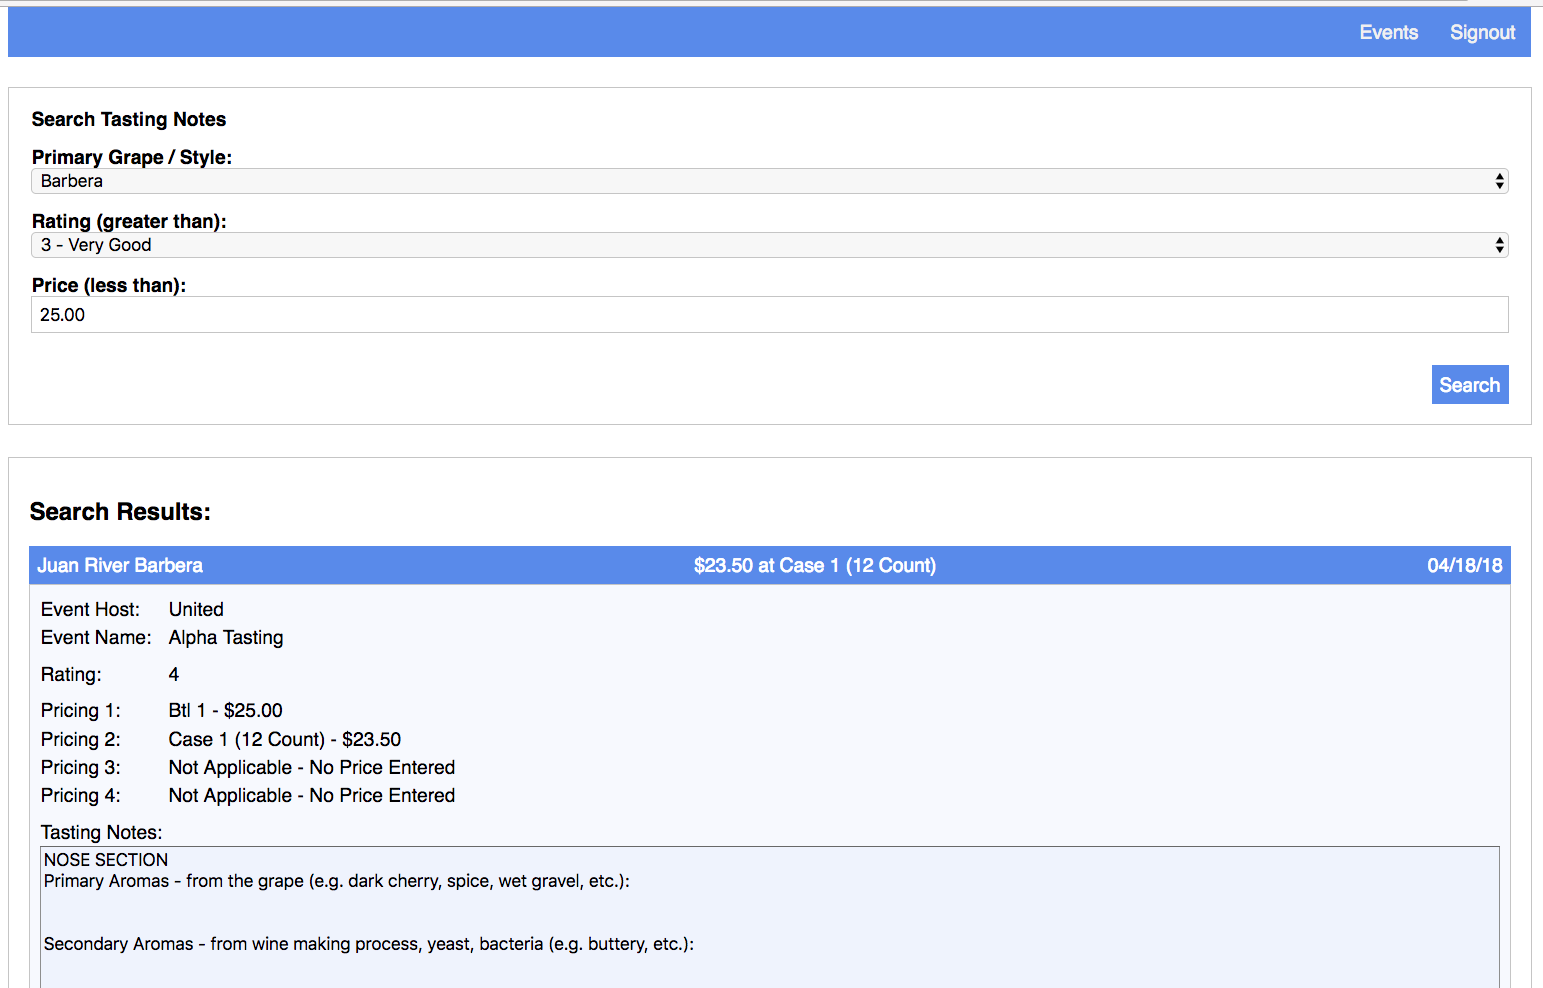 Events Signout
Search Tasting Notes
Primary Grape / Style:
Barbera
Rating (greater than):
3 - Very Good
Price (less than):
25.00
Search
Search Results:
Juan River Barbera $23.50 at Case 1 (12 Count) 04/18/18
Event Host: United
Event Name: Alpha Tasting
Rating: 4
Pricing 1: Btl 1 - $25.00
Pricing 2: Case 1 (12 Count) - $23.50
Pricing 3: Not Applicable - No Price Entered
Pricing 4: Not Applicable - No Price Entered
Tasting Notes:
NOSE SECTION
Primary Aromas - from the grape (e.g. dark cherry, spice, wet gravel, etc.):
Secondary Aromas - from wine making process, yeast, bacteria (e.g. buttery, etc.):